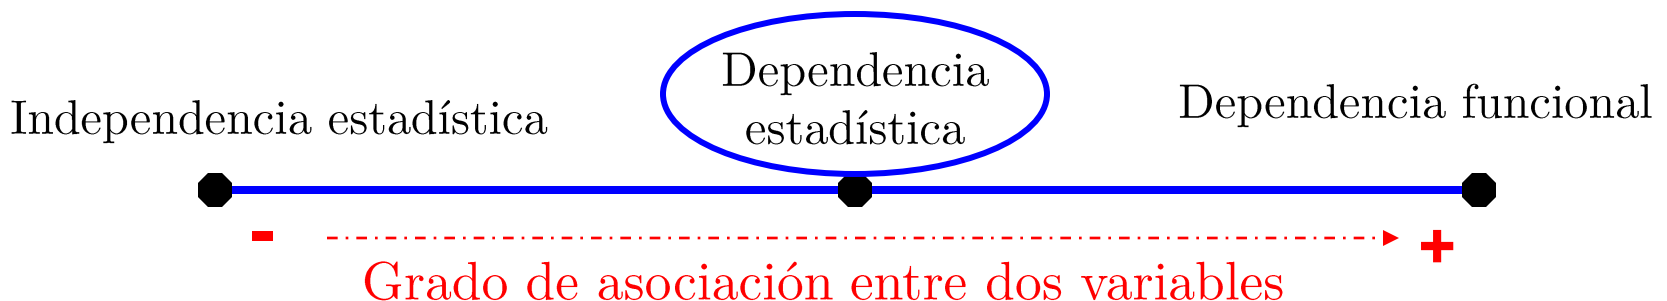 Independencia estadística
Dependencia
estadística
Dependencia funcional
- +
Grado de asociación entre dos variables